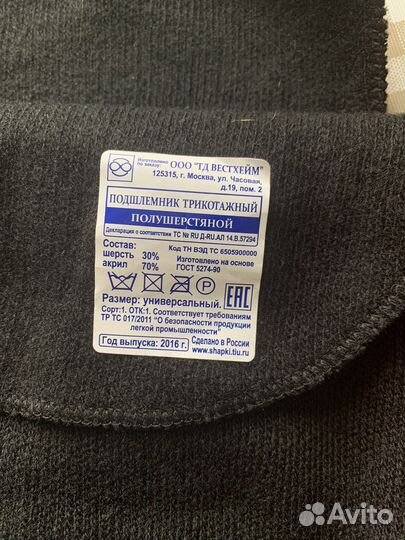 Изготовлено
по заказу:
ООО "ТД ВЕСТХЕЙМ"
125315, г. Москва, ул. Часовая,
д.19, пом. 2
ПОДШЛЕМНИК ТРИКОТАЖНЫЙ
ПОЛУШЕРСТЯНОЙ
Декларация о соответствии ТС № RU Д-RU.АЛ 14.В.57294
Состав: Код ТН ВЭД ТС 6505900000
шерсть 30% Изготовлено на основе
акрил 70% ГОСТ 5274-90
Размер: универсальный. EAC
Сорт:1. ОТК:1. Соответствует требованиям
ТР ТС 017/2011 "О безопасности продукции
легкой промышленности"
Год выпуска: 2016 г.
Сделано в России
www.shapki.tiu.ru
Avito